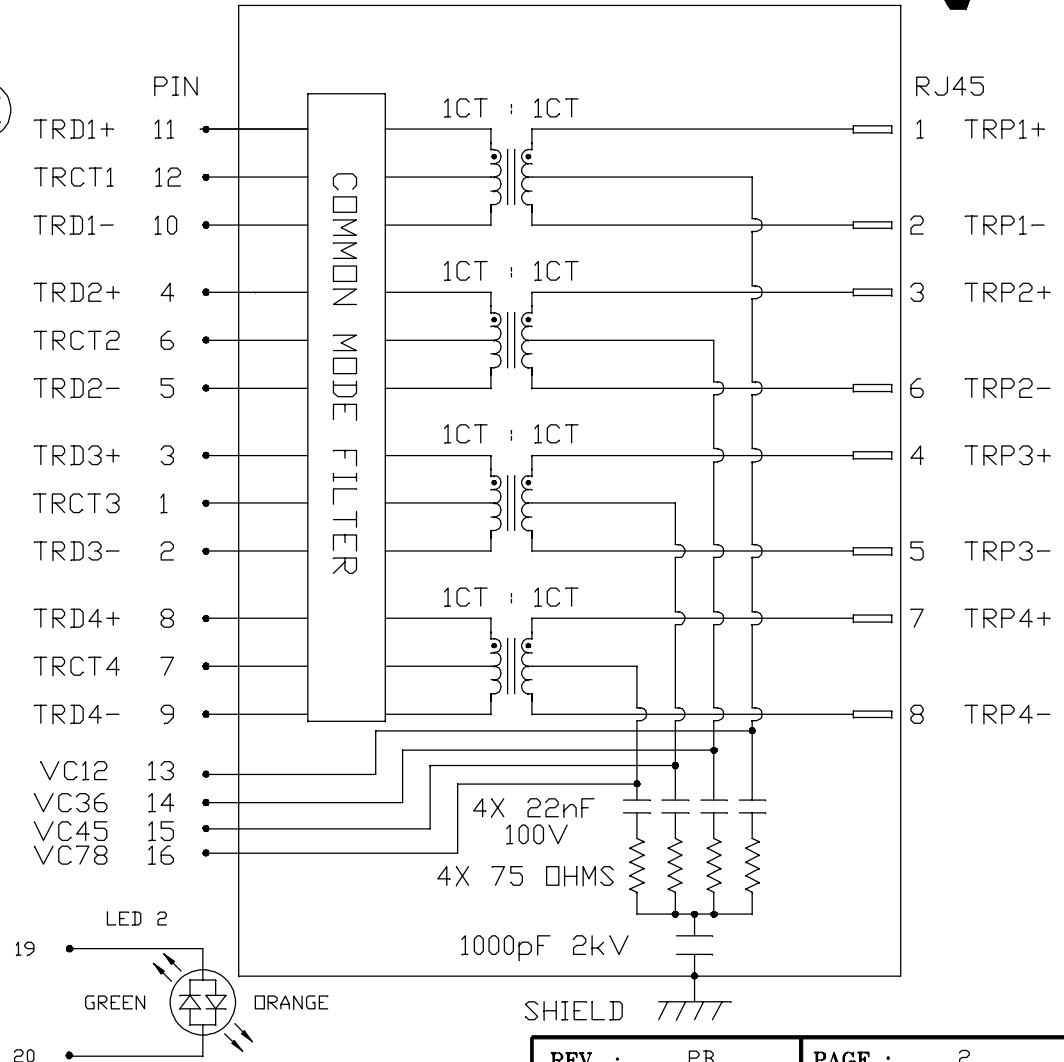 PIN RJ45
1CT : 1CT
TRD1+ 11 1 TRP1+
TRCT1 12
TRD1- 10 2 TRP1-
1CT : 1CT
TRD2+ 4 3 TRP2+
TRCT2 6
TRD2- 5 6 TRP2-
COMMON MODE FILTER
1CT : 1CT
TRD3+ 3 4 TRP3+
TRCT3 1
TRD3- 2 5 TRP3-
1CT : 1CT
TRD4+ 8 7 TRP4+
TRCT4 7
TRD4- 9 8 TRP4-
VC12 13
VC36 14
VC45 15
VC78 16
4X 22nF
100V
4X 75 OHMS
1000pF 2kV
SHIELD
LED 2
19
GREEN ORANGE
20
REV. : PB PAGE : 2